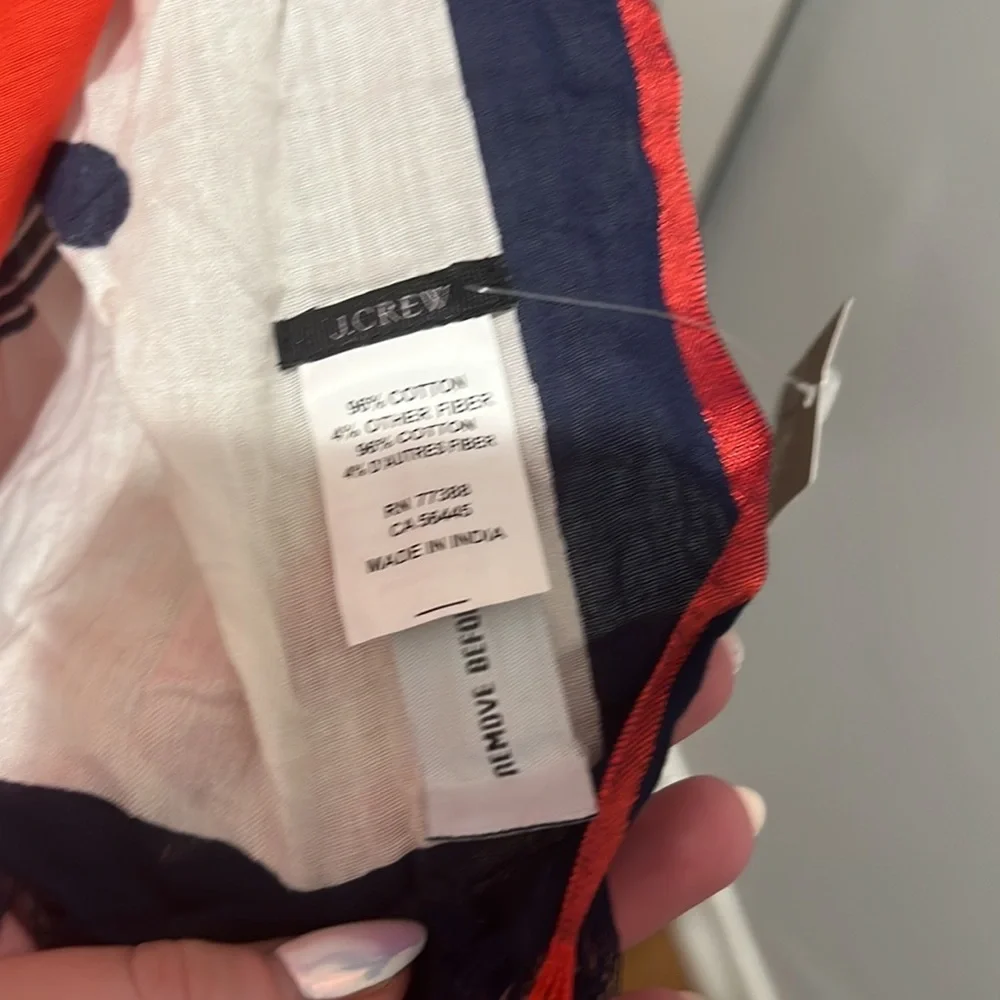 J.CREW
96% COTTON
4% OTHER FIBER
96% COTTON
4% D'AUTRES FIBER
RN 77388
CA 56445
MADE IN INDIA
REMOVE BEFO